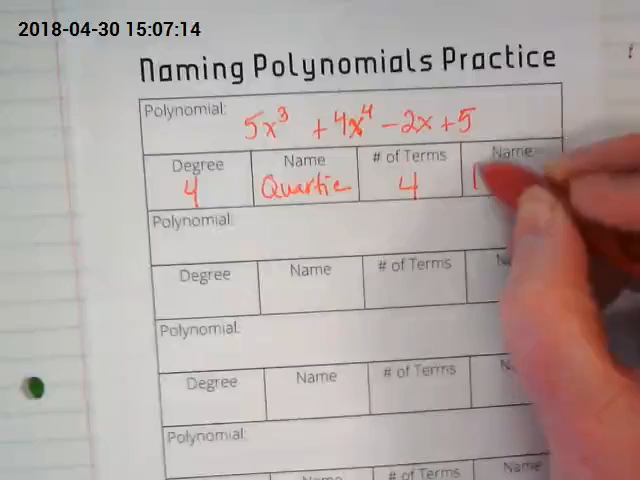 2018-04-30 15:07:14
Naming Polynomials Practice
Polynomial:
5x³ + 4x⁴ - 2x + 5
Degree Name # of Terms Name
4 Quartic 4
Polynomial:
Degree Name # of Terms
Polynomial:
Degree Name # of Terms
Polynomial:
Name # of Terms Name